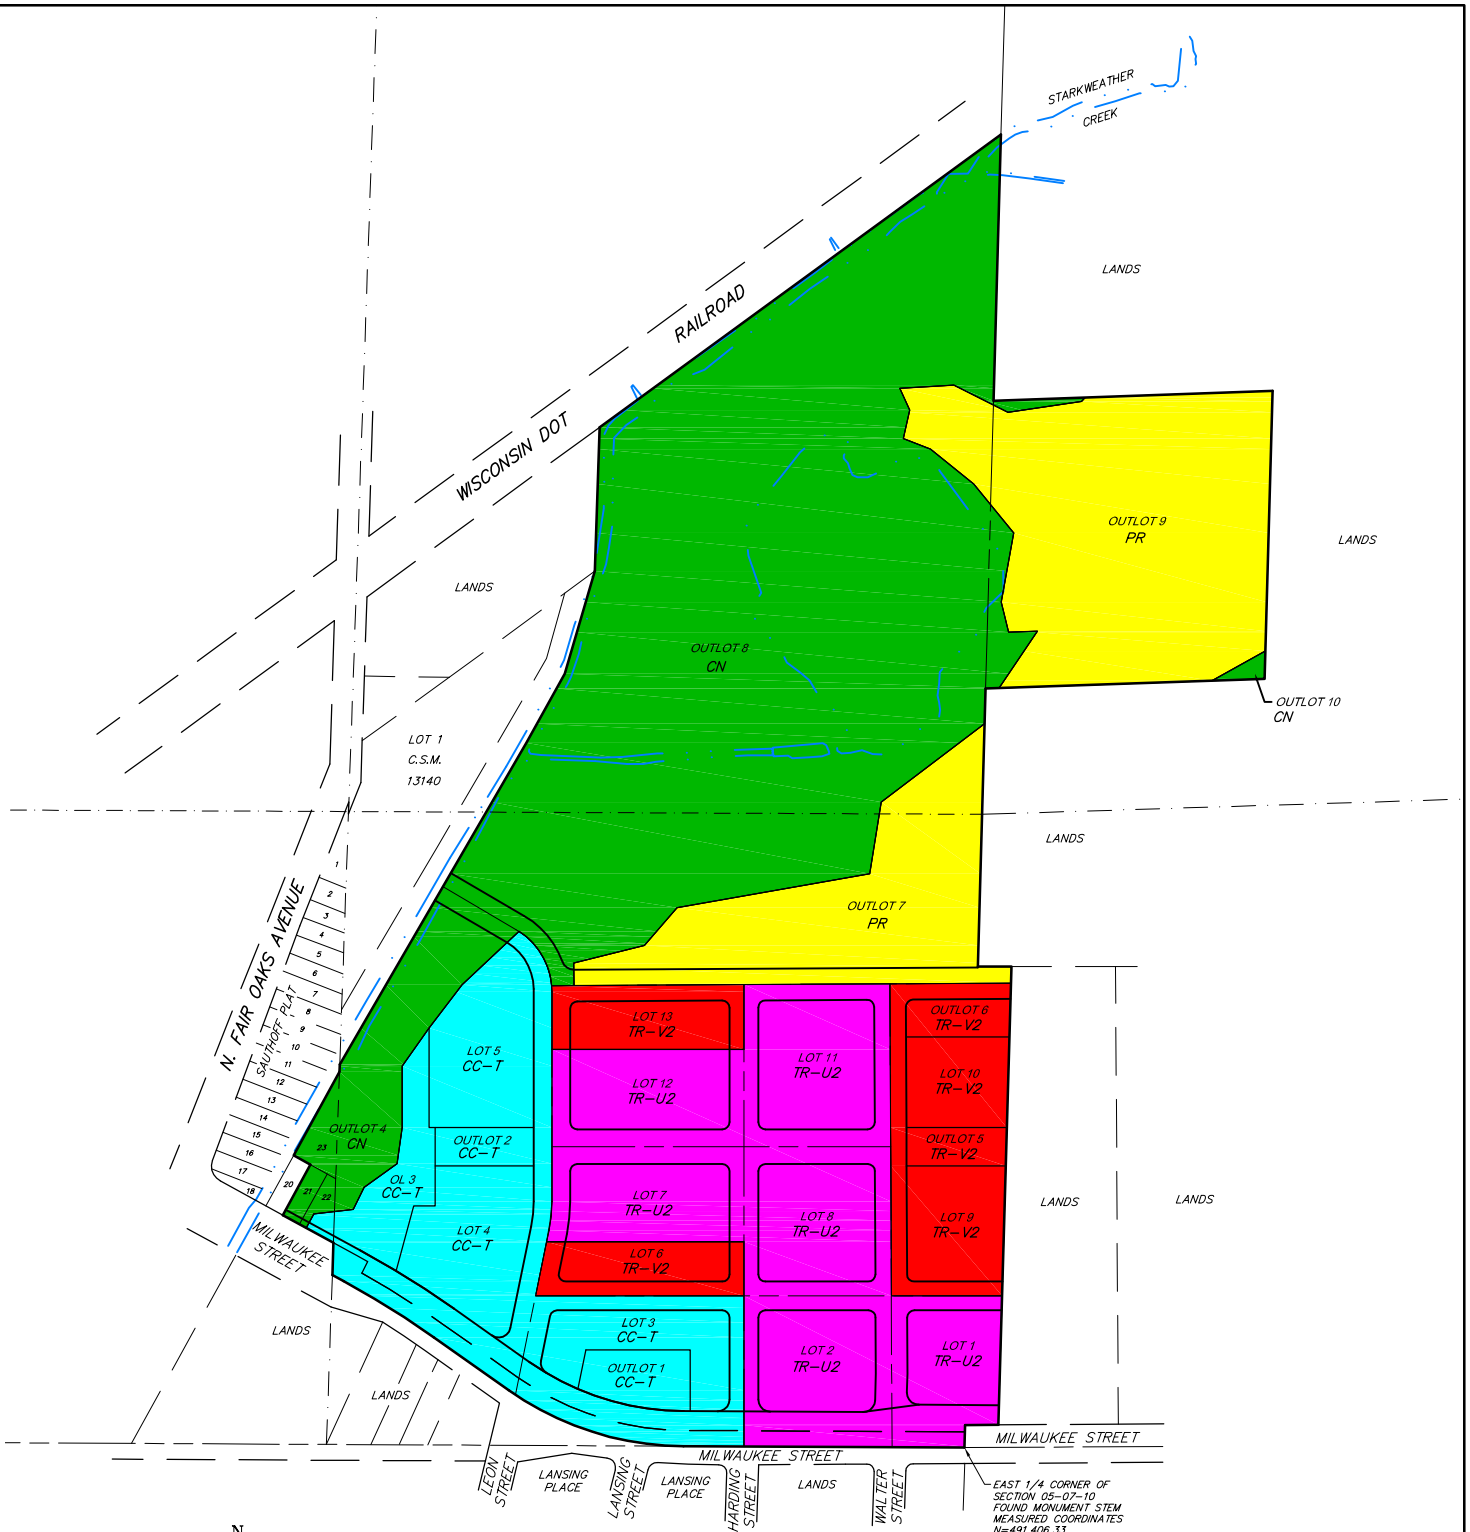 STARKWEATHER
CREEK
LANDS
RAILROAD
WISCONSIN DOT
OUTLOT 9
PR
LANDS
LANDS
OUTLOT 8
CN
OUTLOT 10
CN
LOT 1
C.S.M.
13140
LANDS
1
2
3
4
5
6
7
8
9
10
11
12
13
14
15
16
17
18
20
21
22
23
N. FAIR OAKS AVENUE
SAUTHOFF PLAT
OUTLOT 7
PR
LOT 13
TR-V2
OUTLOT 6
TR-V2
LOT 5
CC-T
LOT 11
TR-U2
LOT 12
TR-U2
LOT 10
TR-V2
OUTLOT 4
CN
OUTLOT 2
CC-T
OUTLOT 5
TR-V2
OL 3
CC-T
LOT 7
TR-U2
LOT 8
TR-U2
LOT 9
TR-V2
LANDS
LANDS
LOT 4
CC-T
LOT 6
TR-V2
MILWAUKEE
STREET
LANDS
LOT 3
CC-T
LOT 2
TR-U2
LOT 1
TR-U2
OUTLOT 1
CC-T
LANDS
MILWAUKEE STREET
MILWAUKEE STREET
LEON
STREET
LANSING
PLACE
LANSING
STREET
LANSING
PLACE
HARDING
STREET
LANDS
WALTER
STREET
EAST 1/4 CORNER OF
SECTION 05-07-10
FOUND MONUMENT STEM
MEASURED COORDINATES
N=491,406.33
N